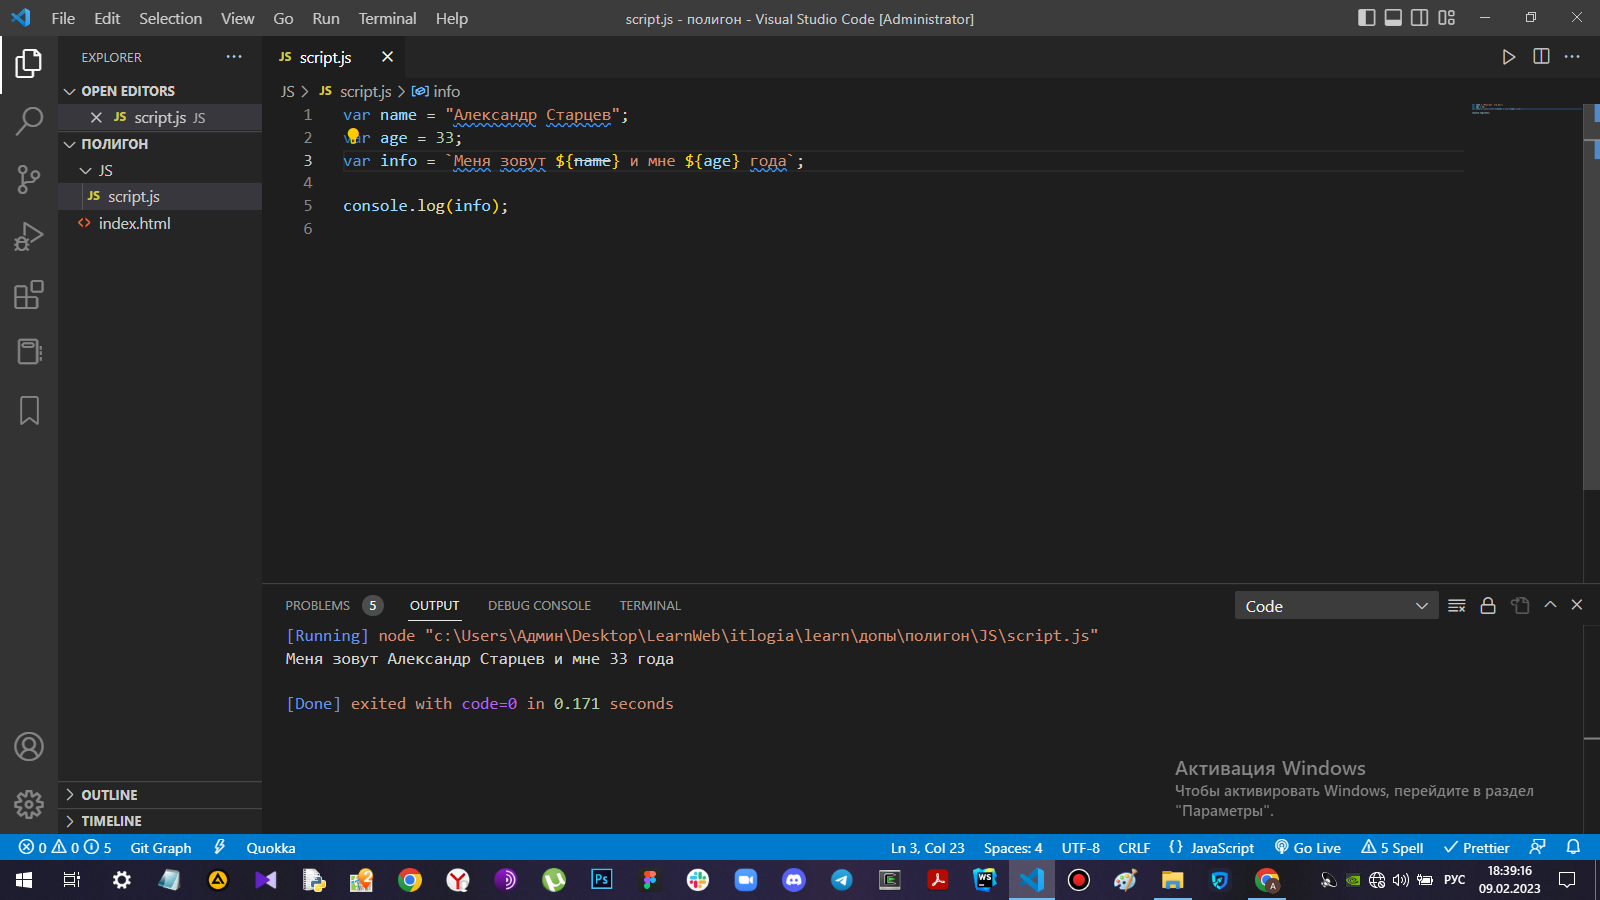 File Edit Selection View Go Run Terminal Help script.js - полигон - Visual Studio Code [Administrator]
EXPLORER ···
JS script.js
OPEN EDITORS
JS script.js JS
ПОЛИГОН
JS
JS script.js
index.html
OUTLINE
TIMELINE
JS > JS script.js > info
1 var name = "Александр Старцев";
2 var age = 33;
3 var info = `Меня зовут ${name} и мне ${age} года`;
4
5 console.log(info);
6
PROBLEMS 5 OUTPUT DEBUG CONSOLE TERMINAL Code
[Running] node "c:\Users\Админ\Desktop\LearnWeb\itlogia\learn\допы\полигон\JS\script.js"
Меня зовут Александр Старцев и мне 33 года
[Done] exited with code=0 in 0.171 seconds
Активация Windows
Чтобы активировать Windows, перейдите в раздел
"Параметры".
0 0 5 Git Graph Quokka Ln 3, Col 23 Spaces: 4 UTF-8 CRLF {} JavaScript Go Live 5 Spell Prettier
Ps WS A РУС 18:39:16
09.02.2023